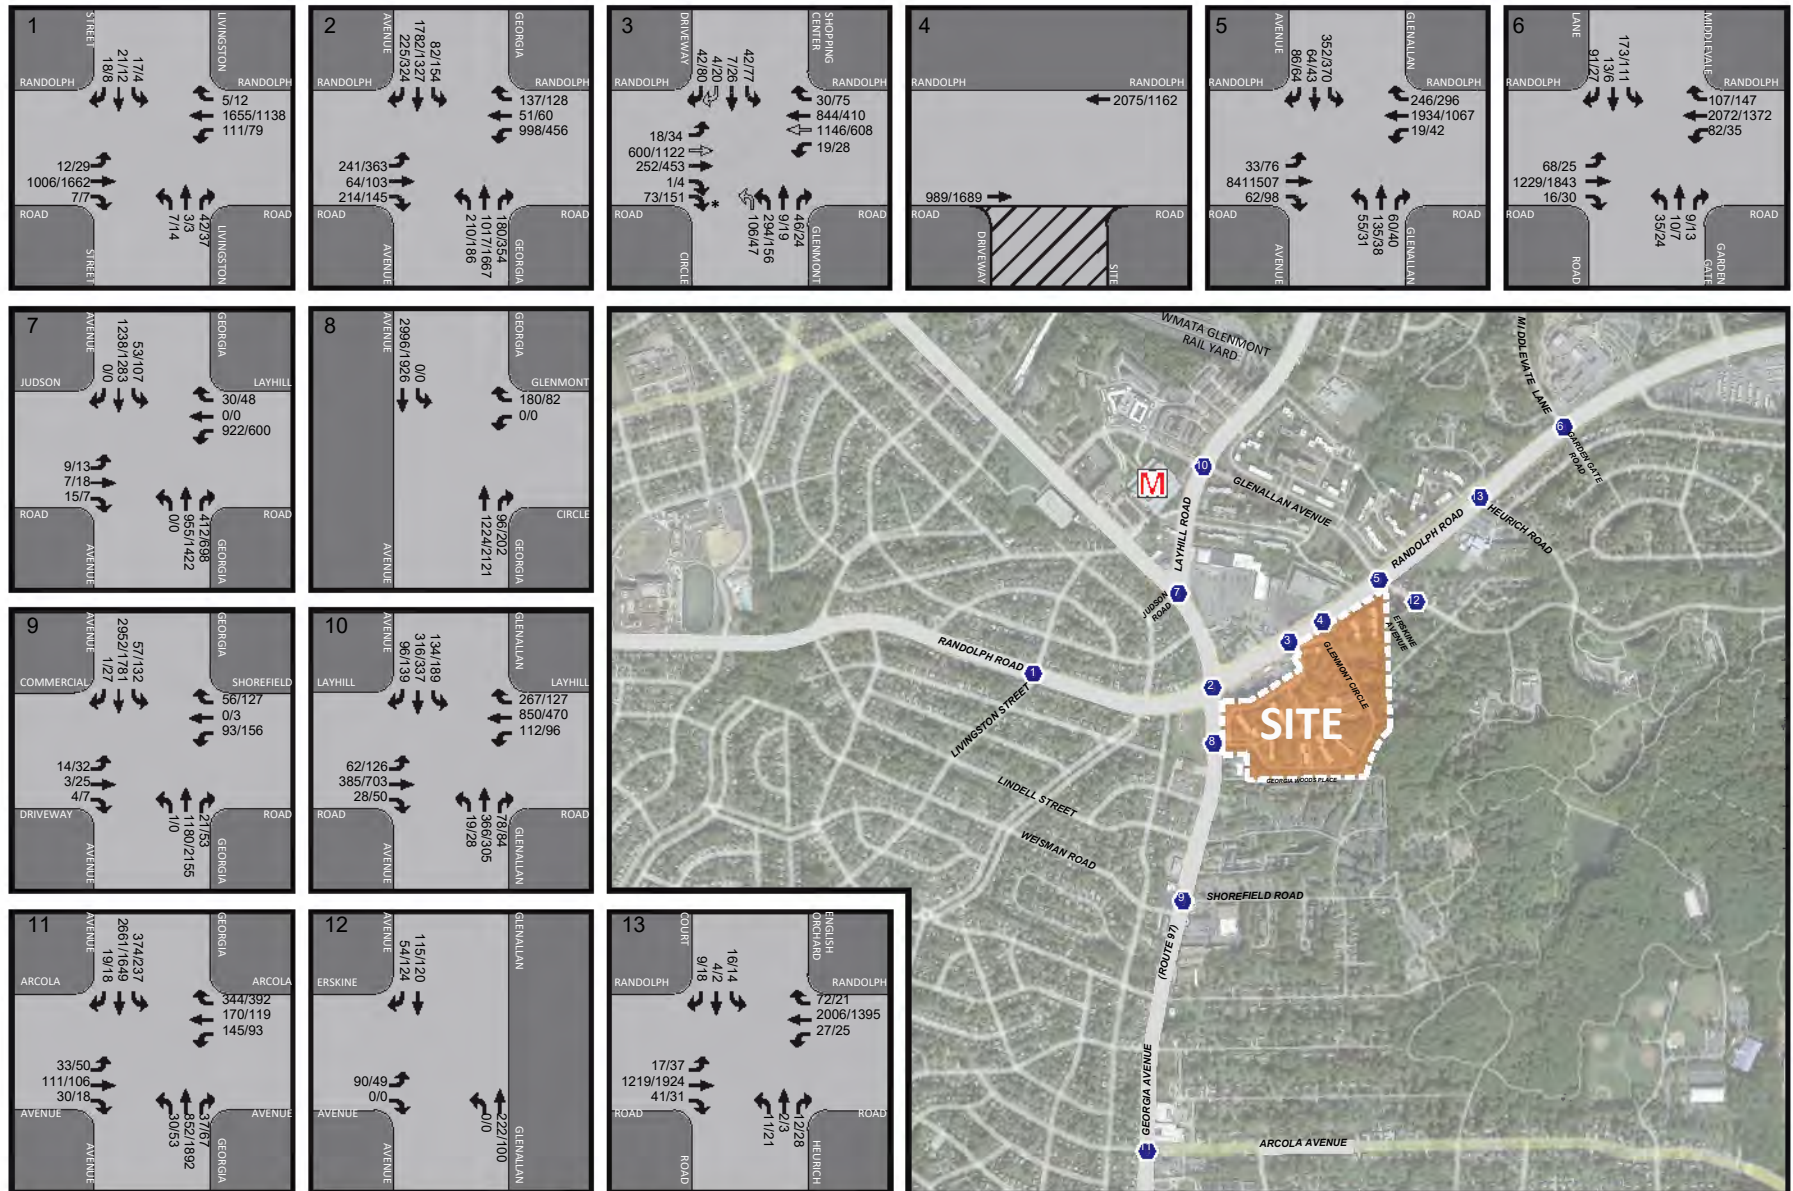 1
STREET
LIVINGSTON
18/8
21/12
17/4
RANDOLPH
RANDOLPH
5/12
1655/1138
111/79
12/29
1006/1662
7/7
7/14
3/3
42/37
ROAD
ROAD
STREET
LIVINGSTON
2
AVENUE
GEORGIA
225/324
1782/1327
82/154
RANDOLPH
RANDOLPH
137/128
51/60
998/456
241/363
64/103
214/145
210/186
1017/1667
180/354
ROAD
ROAD
AVENUE
GEORGIA
3
DRIVEWAY
SHOPPING
CENTER
42/80
4/20
7/26
42/77
RANDOLPH
RANDOLPH
30/75
844/410
1146/608
19/28
18/34
600/1122
252/453
1/4
73/151
*
106/47
294/156
9/19
46/24
ROAD
ROAD
CIRCLE
GLENMONT
4
RANDOLPH
RANDOLPH
2075/1162
989/1689
ROAD
ROAD
DRIVEWAY
SITE
5
AVENUE
GLENALLAN
86/64
64/43
352/370
RANDOLPH
RANDOLPH
246/296
1934/1067
19/42
33/76
8411507
62/98
55/31
135/38
60/40
ROAD
ROAD
AVENUE
GLENALLAN
6
LANE
MIDDLEVALE
91/27
13/6
173/111
RANDOLPH
RANDOLPH
107/147
2072/1372
82/35
68/25
1229/1843
16/30
35/24
10/7
9/13
ROAD
ROAD
ROAD
GARDEN
GATE
7
AVENUE
GEORGIA
0/0
1238/1283
53/107
JUDSON
LAYHILL
30/48
0/0
922/600
9/13
7/18
15/7
0/0
955/1422
412/698
ROAD
ROAD
AVENUE
GEORGIA
8
AVENUE
GEORGIA
2996/1926
0/0
GLENMONT
180/82
0/0
1224/2121
96/202
CIRCLE
AVENUE
GEORGIA
9
AVENUE
GEORGIA
1/27
2952/1781
57/132
COMMERCIAL
SHOREFIELD
56/127
0/3
93/156
14/32
3/25
4/7
1/0
1180/2155
21/53
DRIVEWAY
ROAD
AVENUE
GEORGIA
10
AVENUE
GLENALLAN
96/139
316/337
134/189
LAYHILL
LAYHILL
267/127
850/470
112/96
62/126
385/703
28/50
19/28
366/305
78/84
ROAD
ROAD
AVENUE
GLENALLAN
11
AVENUE
GEORGIA
19/18
2661/1649
374/237
ARCOLA
ARCOLA
344/392
170/119
145/93
33/50
111/106
30/18
30/53
852/1892
37/67
AVENUE
AVENUE
AVENUE
GEORGIA
12
AVENUE
GLENALLAN
54/124
115/120
ERSKINE
90/49
0/0
0/0
222/100
AVENUE
AVENUE
GLENALLAN
13
COURT
ENGLISH
ORCHARD
9/18
4/2
16/14
RANDOLPH
RANDOLPH
72/21
2006/1395
27/25
17/37
1219/1924
41/31
11/21
2/3
12/28
ROAD
ROAD
ROAD
HEURICH
WMATA GLENMONT
RAIL YARD
MIDDLEVATE LANE
6
GARDEN GATE
ROAD
M
10
GLENALLAN AVENUE
3
HEURICH ROAD
LAYHILL ROAD
RANDOLPH ROAD
5
7
JUDSON
ROAD
12
ERSKINE
AVENUE
4
3
GLENMONT CIRCLE
RANDOLPH ROAD
1
2
LIVINGSTON STREET
SITE
8
GEORGIA WOODS PLACE
LINDELL STREET
WEISMAN ROAD
9
SHOREFIELD ROAD
(ROUTE 97)
GEORGIA AVENUE
11
ARCOLA AVENUE